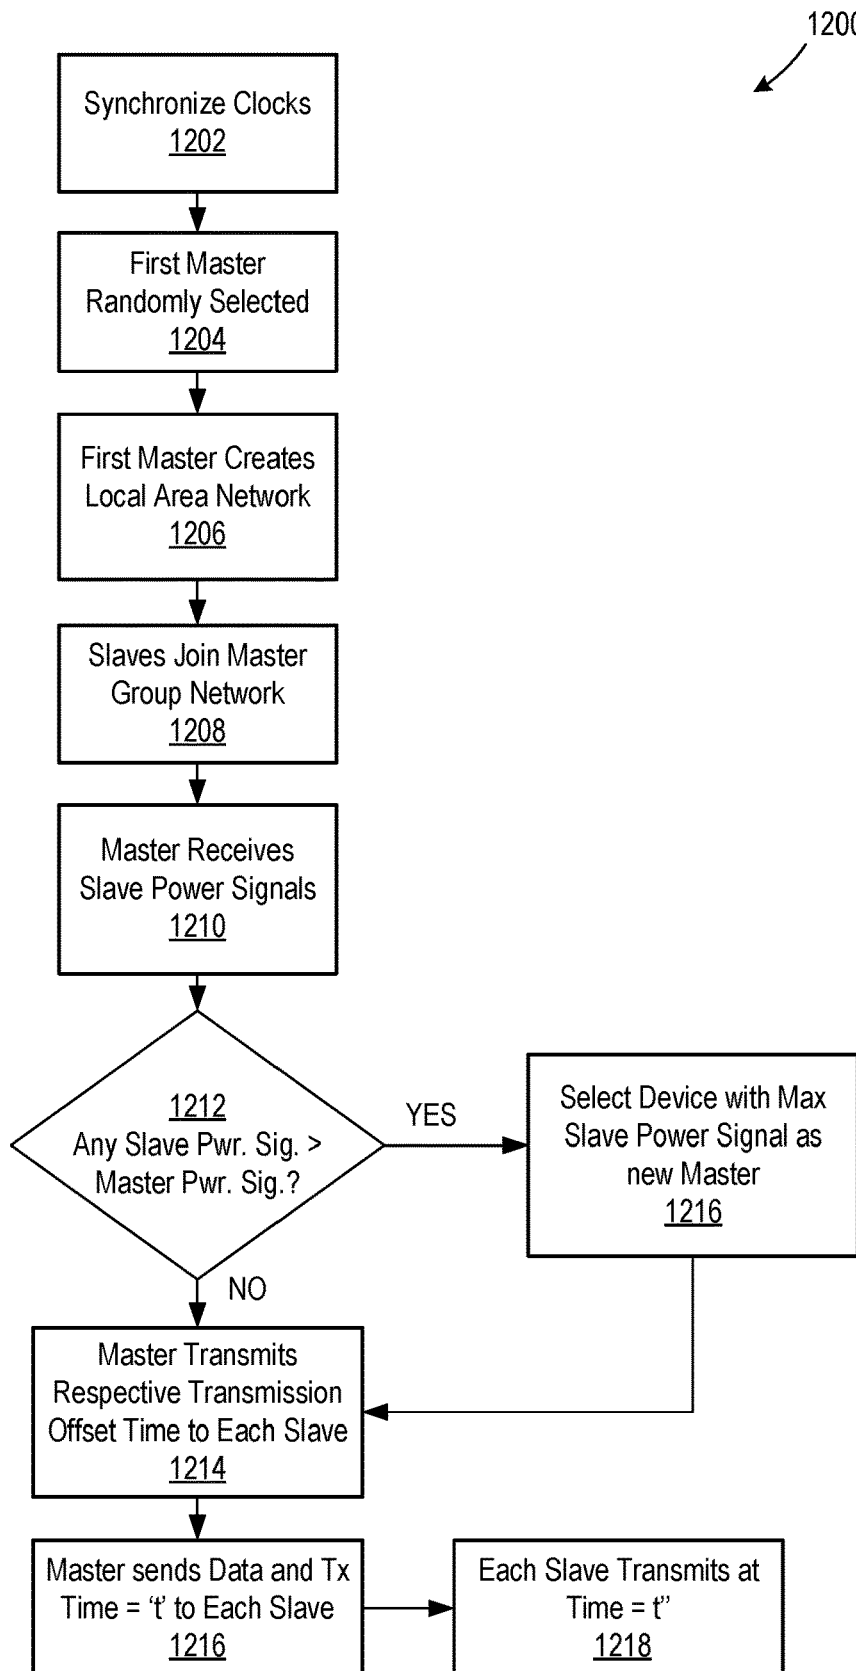 1200
Synchronize Clocks
1202
First Master
Randomly Selected
1204
First Master Creates
Local Area Network
1206
Slaves Join Master
Group Network
1208
Master Receives
Slave Power Signals
1210
1212
Any Slave Pwr. Sig. >
Master Pwr. Sig.?
YES
Select Device with Max
Slave Power Signal as
new Master
1216
NO
Master Transmits
Respective Transmission
Offset Time to Each Slave
1214
Master sends Data and Tx
Time = ‘t’ to Each Slave
1216
Each Slave Transmits at
Time = t’’
1218